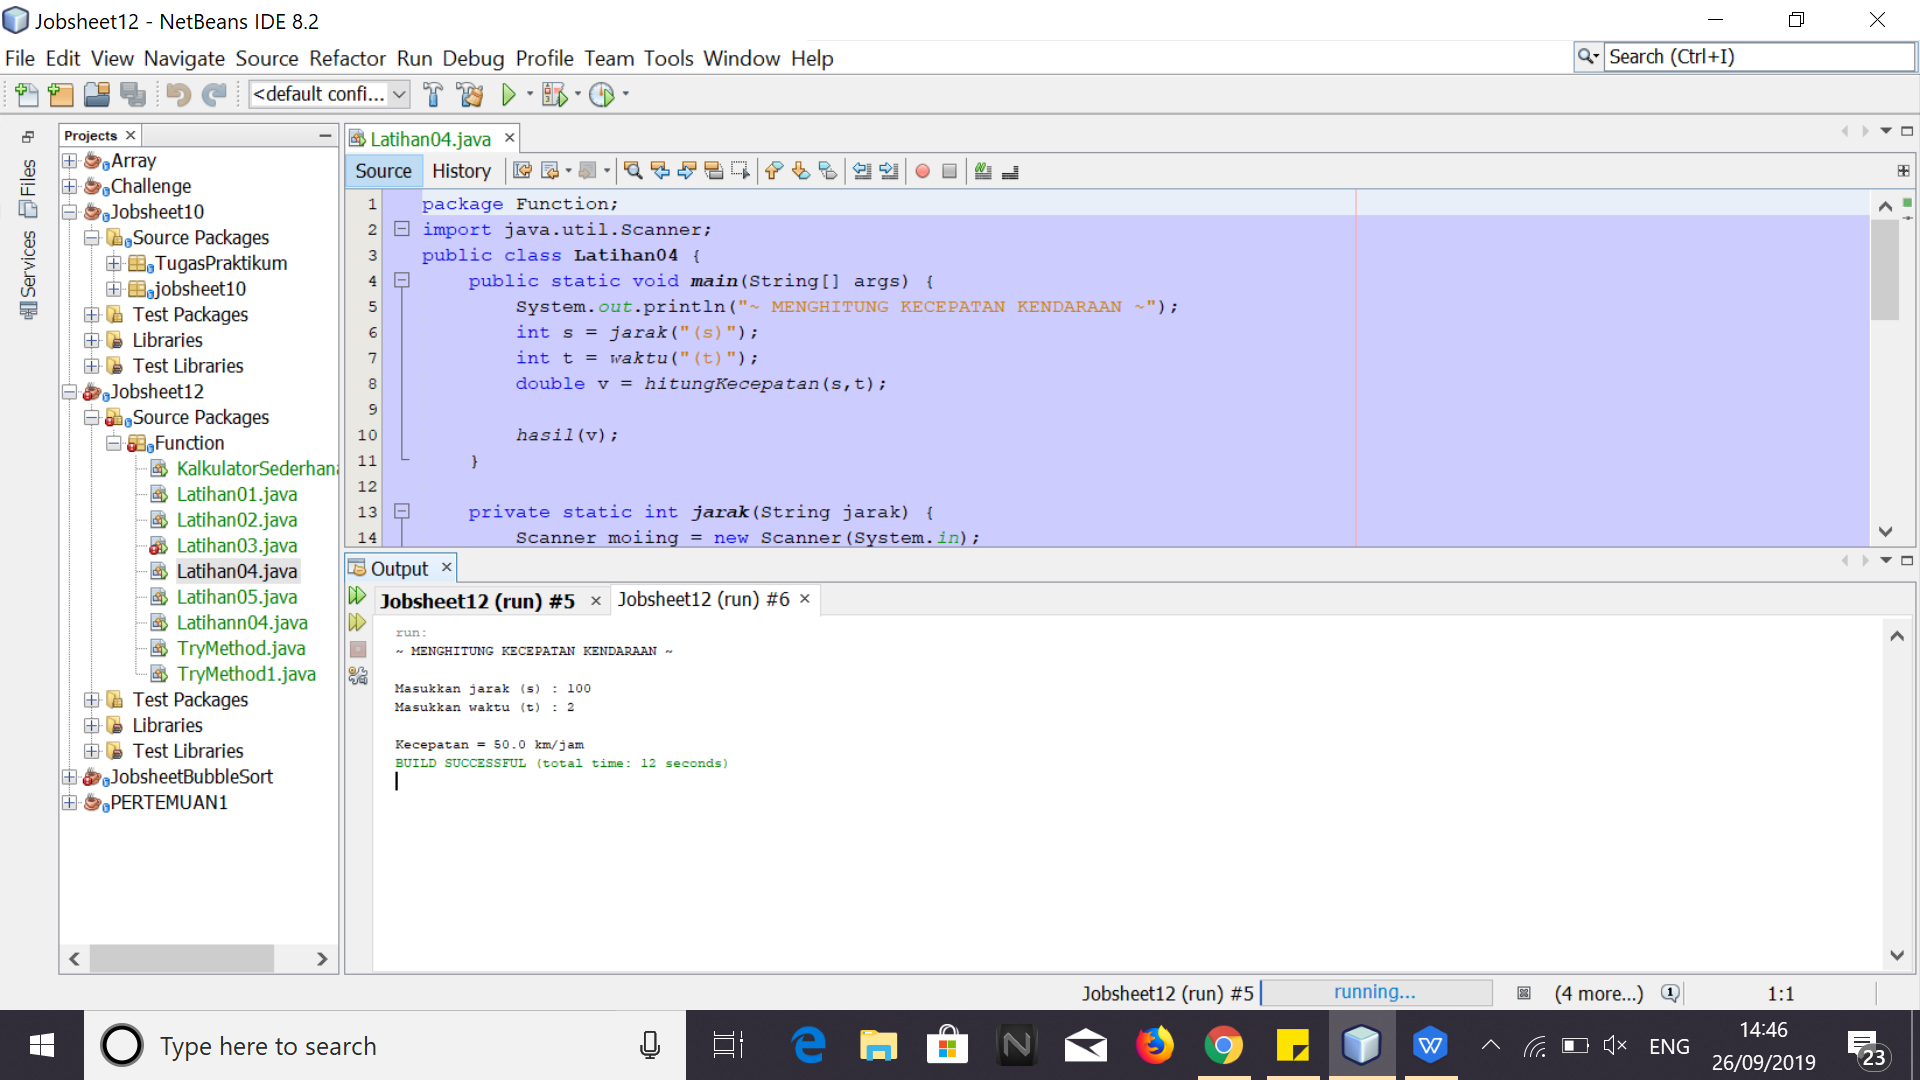 Jobsheet12 - NetBeans IDE 8.2
File Edit View Navigate Source Refactor Run Debug Profile Team Tools Window Help
Search (Ctrl+I)
<default confi...
Files
Services
Projects
Array
Challenge
Jobsheet10
Source Packages
TugasPraktikum
jobsheet10
Test Packages
Libraries
Test Libraries
Jobsheet12
Source Packages
Function
KalkulatorSederhana
Latihan01.java
Latihan02.java
Latihan03.java
Latihan04.java
Latihan05.java
Latihann04.java
TryMethod.java
TryMethod1.java
Test Packages
Libraries
Test Libraries
JobsheetBubbleSort
PERTEMUAN1
Latihan04.java
Source History
1 package Function;
2 import java.util.Scanner;
3 public class Latihan04 {
4 public static void main(String[] args) {
5 System.out.println("~ MENGHITUNG KECEPATAN KENDARAAN ~");
6 int s = jarak("(s)");
7 int t = waktu("(t)");
8 double v = hitungKecepatan(s,t);
9
10 hasil(v);
11 }
12
13 private static int jarak(String jarak) {
14 Scanner moiing = new Scanner(System.in);
Output
Jobsheet12 (run) #5 Jobsheet12 (run) #6
run:
~ MENGHITUNG KECEPATAN KENDARAAN ~
Masukkan jarak (s) : 100
Masukkan waktu (t) : 2
Kecepatan = 50.0 km/jam
BUILD SUCCESSFUL (total time: 12 seconds)
Jobsheet12 (run) #5 running... (4 more...) 1 1:1
Type here to search
ENG
14:46
26/09/2019
23